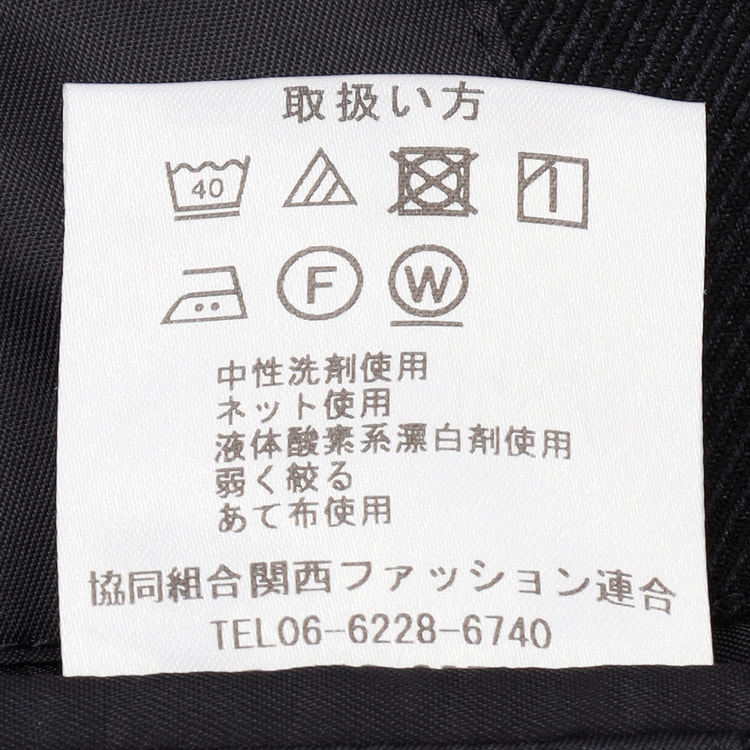 取扱い方
40
F W
中性洗剤使用
ネット使用
液体酸素系漂白剤使用
弱く絞る
あて布使用
協同組合関西ファッション連合
TEL06-6228-6740